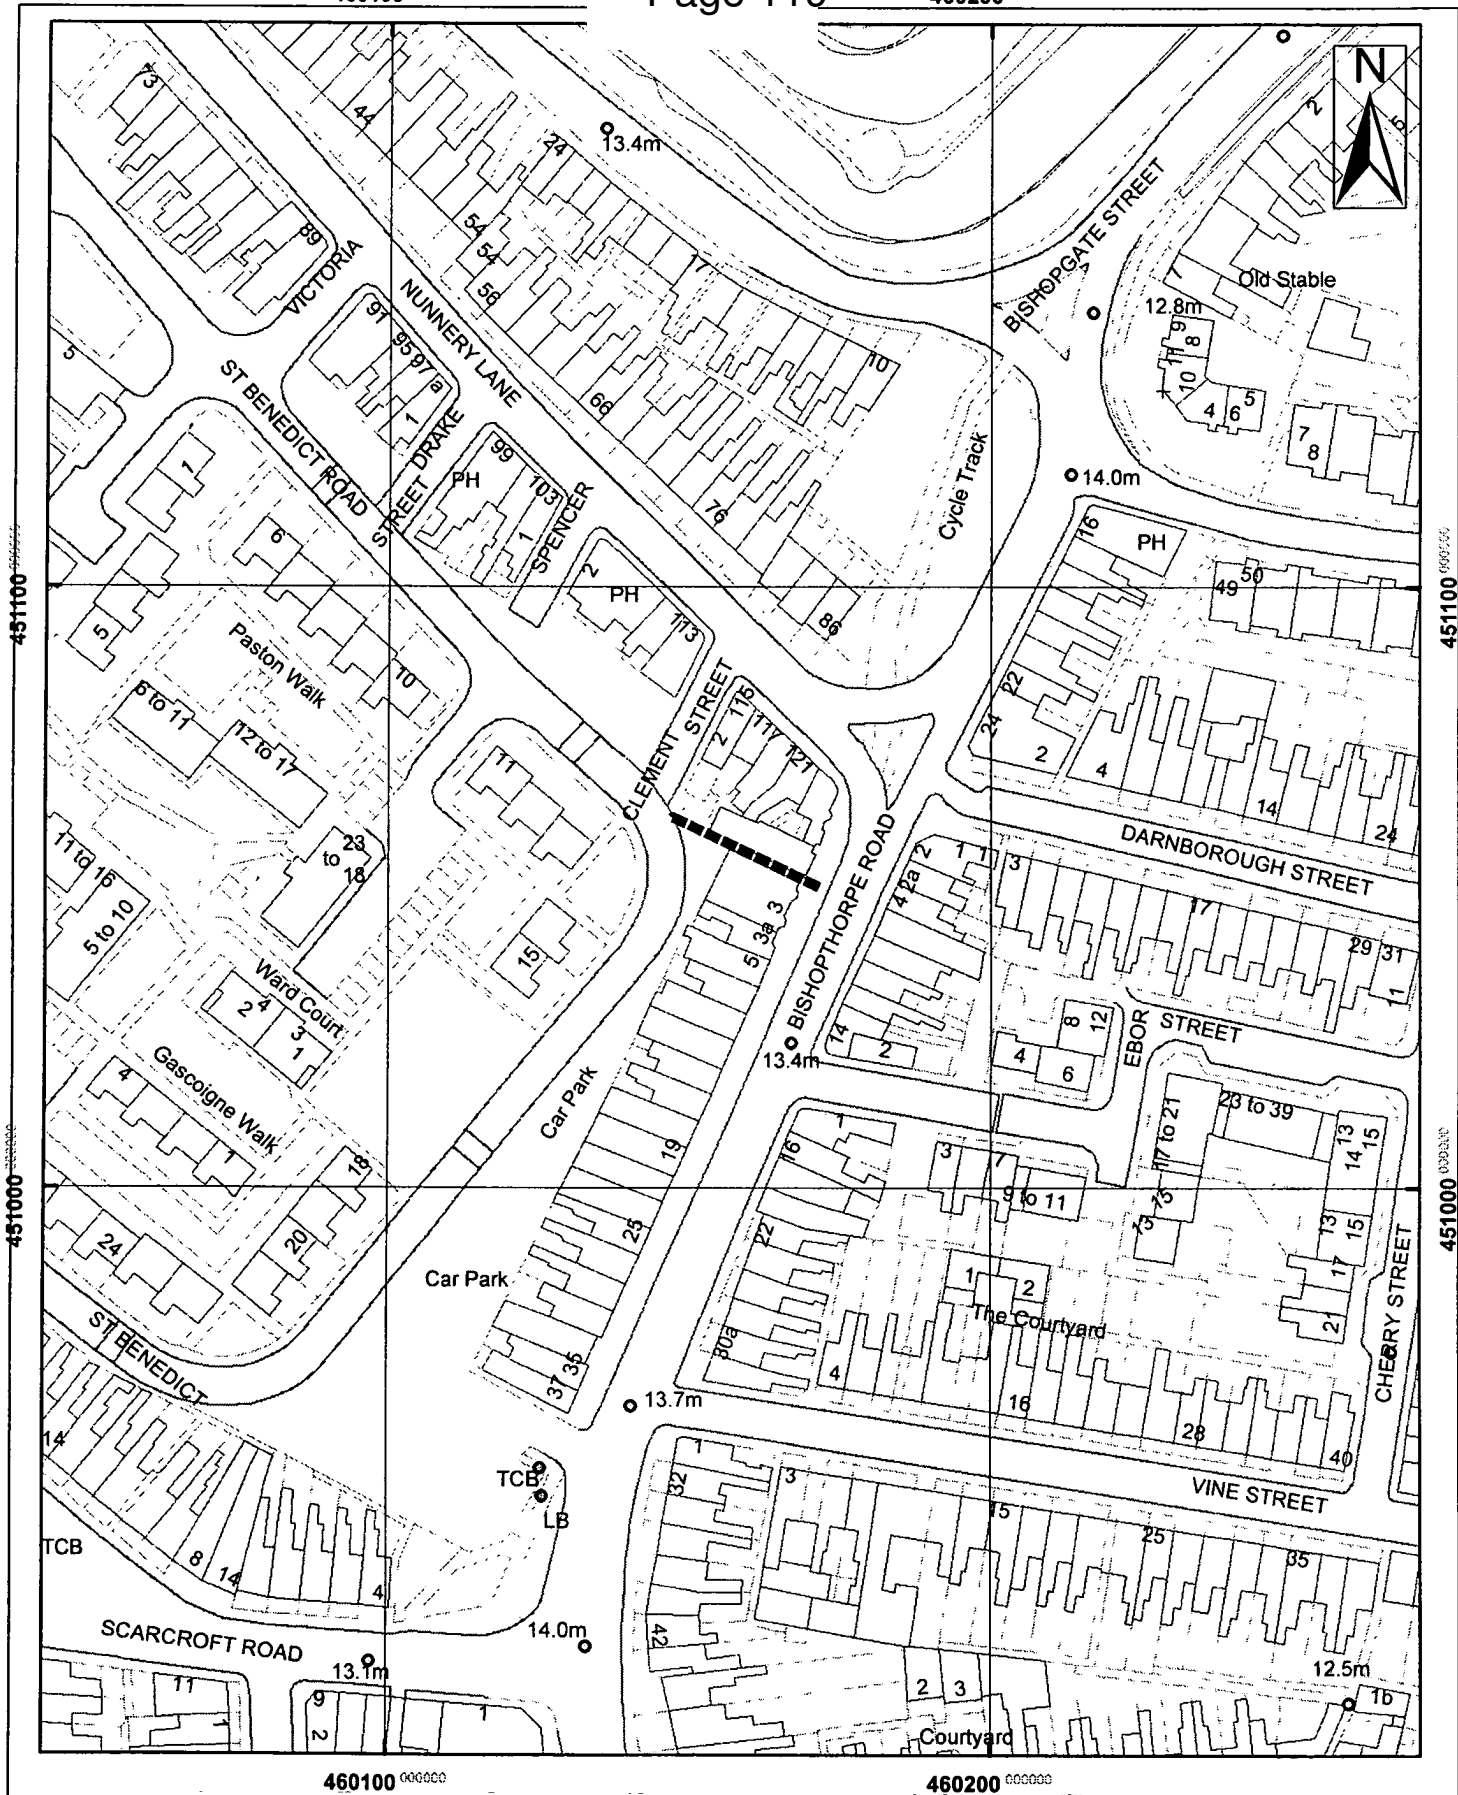 N
73
44
24
13.4m
2
5
89
VICTORIA
54
54
56
17
BISHOPGATE STREET
7
Old Stable
12.8m
91
95 97 a
NUNNERY LANE
10
9
8
11
10
4
6
5
7
8
5
ST BENEDICT ROAD
66
1
STREET DRAKE
99
PH
103
1
SPENCER
76
Cycle Track
14.0m
16
PH
1
6
2
PH
113
86
49
50
451100 000000
451100 000000
5
Paston Walk
10
22
24
2
4
14
24
6 to 11
12 to 17
CLEMENT STREET
2
115
117
121
11
DARNBOROUGH STREET
23
to
18
11 to 16
5 to 10
BISHOPTHORPE ROAD
2
4 2a
1
1
3
17
29
31
11
3
3a
5
15
Ward Court
2
4
3
1
14
2
13.4m
8
12
4
6
EBOR
STREET
Gascoigne Walk
4
1
Car Park
19
18
16
1
3
7
9 to 11
17 to 21
23 to 39
13
15
14
15
13
451000 000000
451000 000000
24
20
25
22
13
15
17
21
Car Park
1
2
The Courtyard
CHERRY STREET
ST BENEDICT
37
35
30a
4
16
28
40
13.7m
14
TCB
LB
32
1
3
15
25
35
VINE STREET
TCB
8
14
4
SCARCROFT ROAD
13.1m
14.0m
42
11
1
9
2
1
2
3
Courtyard
12.5m
1b
460100 000000
460200 000000